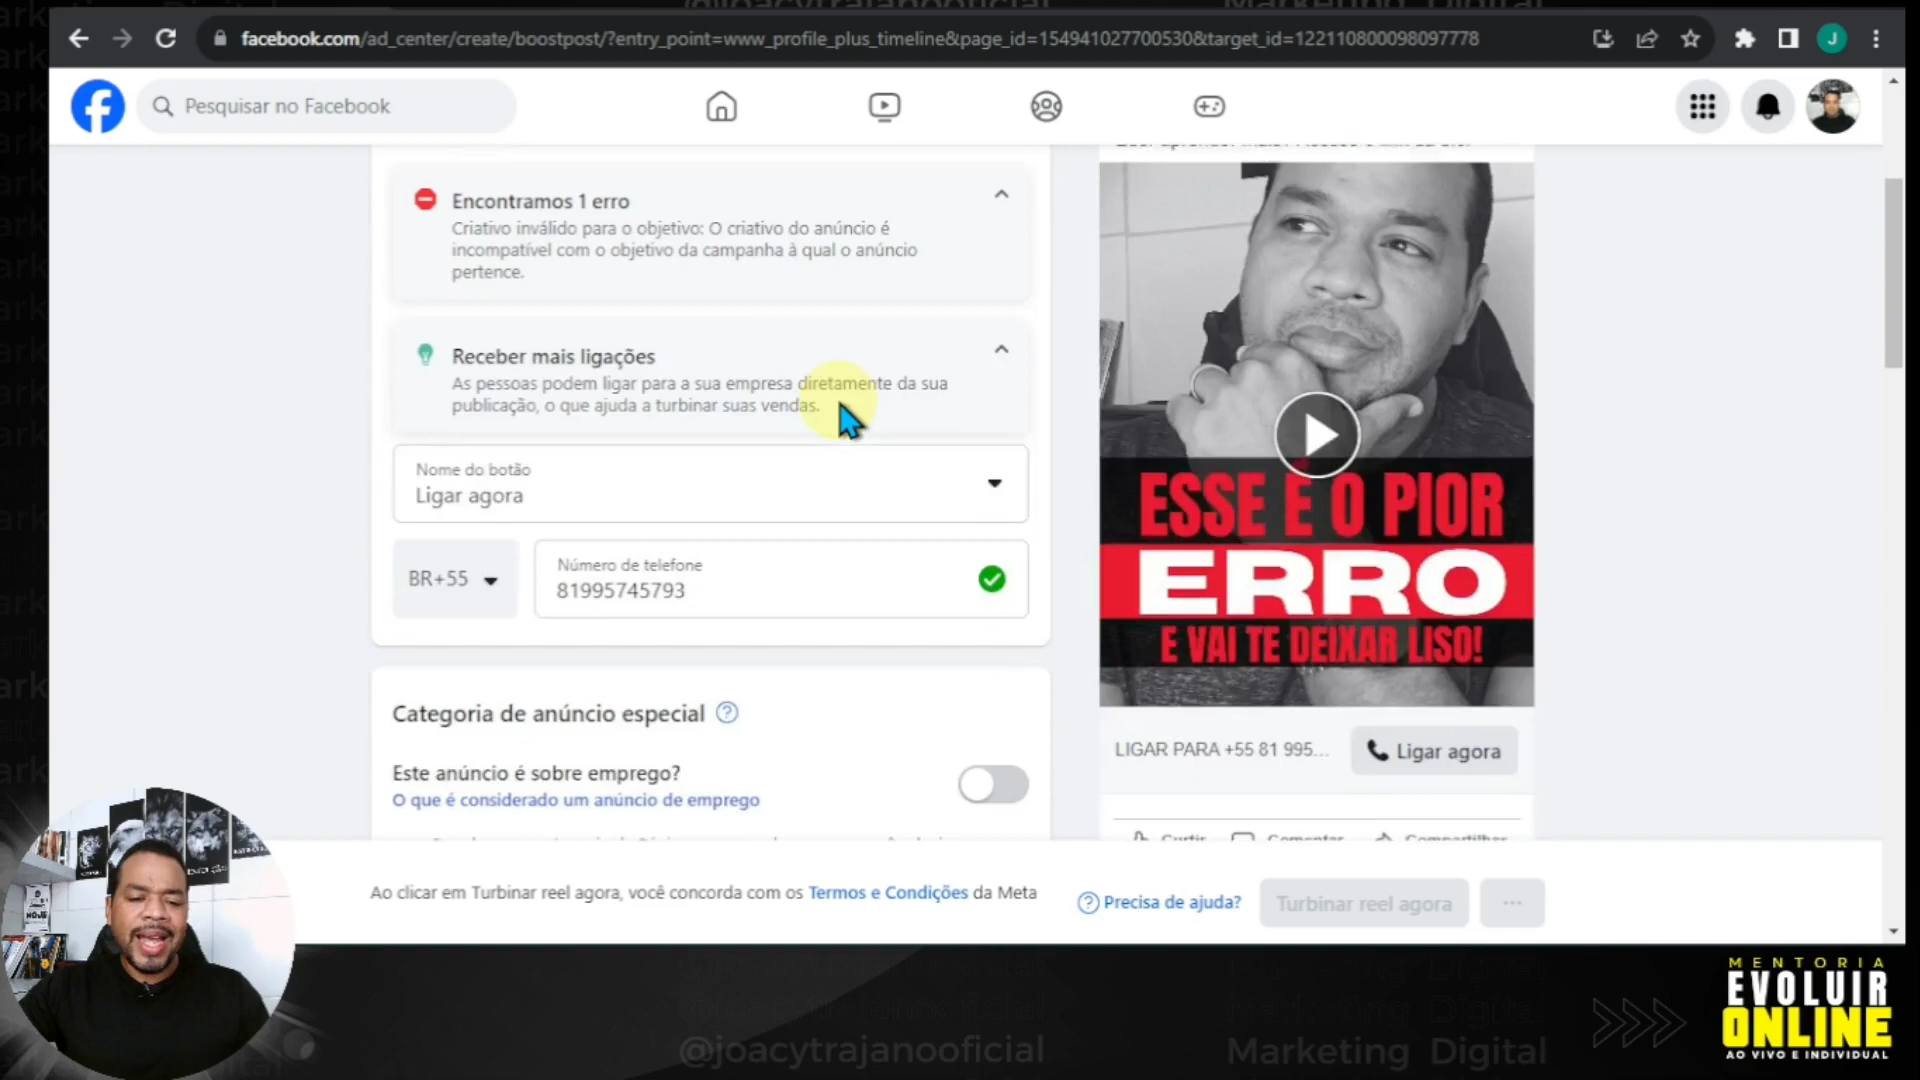 facebook.com/ad_center/create/boostpost/?entry_point=www_profile_plus_timeline&page_id=154941027700530&target_id=122110800098097778
J
Pesquisar no Facebook
Encontramos 1 erro
Criativo inválido para o objetivo: O criativo do anúncio é
incompatível com o objetivo da campanha à qual o anúncio
pertence.
Receber mais ligações
As pessoas podem ligar para a sua empresa diretamente da sua
publicação, o que ajuda a turbinar suas vendas.
Nome do botão
Ligar agora
BR+55
Número de telefone
81995745793
Categoria de anúncio especial
Este anúncio é sobre emprego?
O que é considerado um anúncio de emprego
ESSE É O PIOR
ERRO
E VAI TE DEIXAR LISO!
LIGAR PARA +55 81 995...
Ligar agora
Curtir
Comentar
Compartilhar
Ao clicar em Turbinar reel agora, você concorda com os Termos e Condições da Meta
Precisa de ajuda?
Turbinar reel agora
...
MENTORIA
EVOLUIR
ONLINE
AO VIVO E INDIVIDUAL
@joacytrajanooficial
Marketing Digital